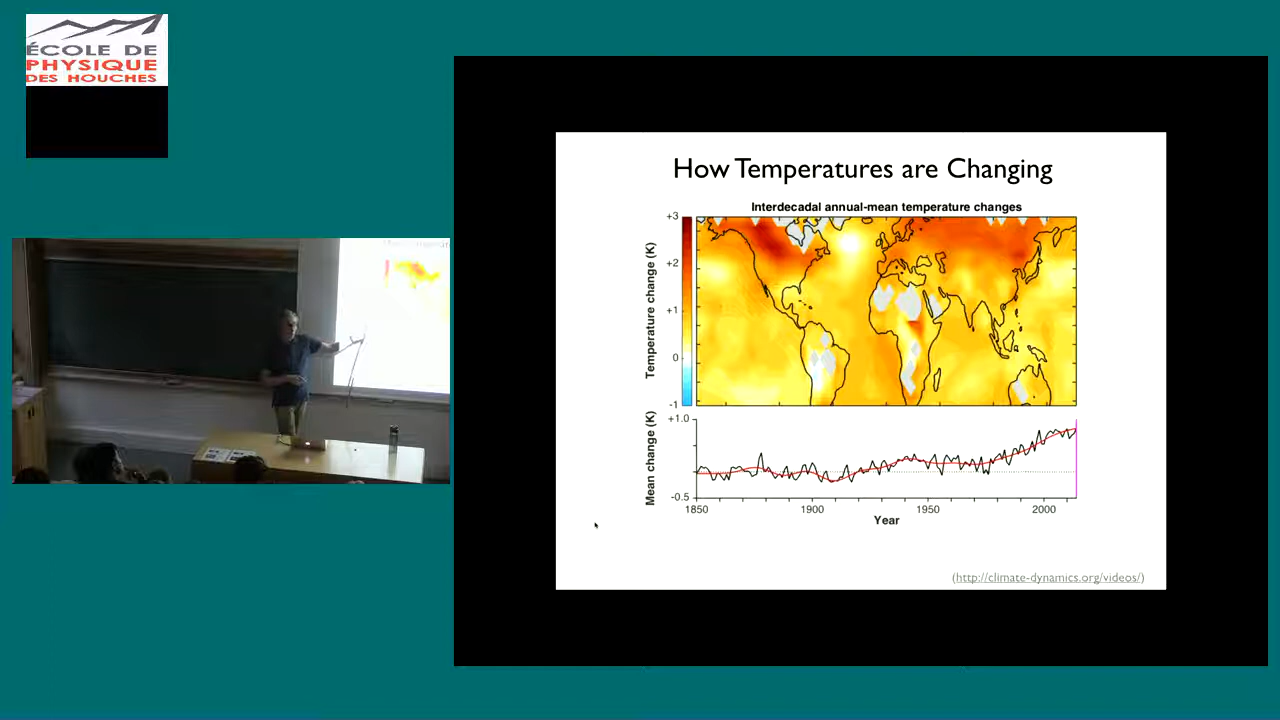 ÉCOLE DE
PHYSIQUE
DES HOUCHES
How Temperatures are Changing
Interdecadal annual-mean temperature changes
Temperature change (K)
+3
+2
+1
0
-1
Mean change (K)
+1.0
-0.5
1850
1900
1950
2000
Year
(http://climate-dynamics.org/videos/)